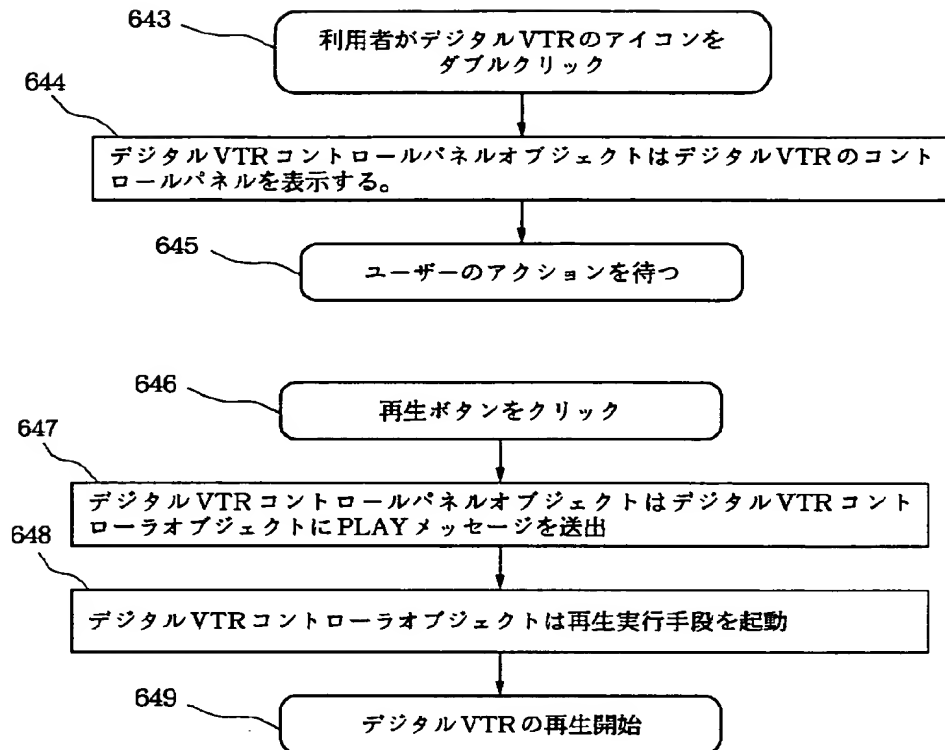 643
利用者がデジタルVTRのアイコンを
ダブルクリック
644
デジタルVTRコントロールパネルオブジェクトはデジタルVTRのコント
ロールパネルを表示する。
645
ユーザーのアクションを待つ
646
再生ボタンをクリック
647
デジタルVTRコントロールパネルオブジェクトはデジタルVTRコント
ローラオブジェクトにPLAYメッセージを送出
648
デジタルVTRコントローラオブジェクトは再生実行手段を起動
649
デジタルVTRの再生開始